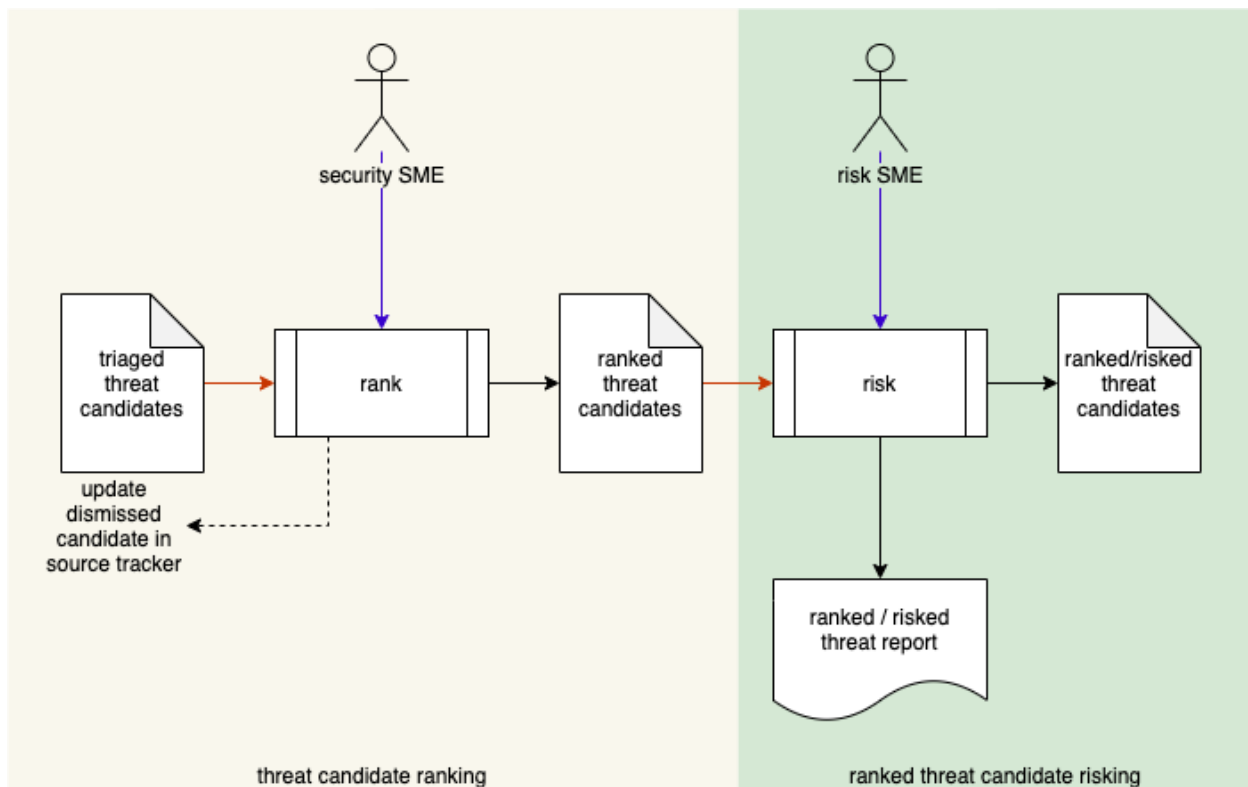 security SME
risk SME
triaged
threat
candidates
rank
ranked
threat
candidates
risk
ranked/risked
threat
candidates
update
dismissed
candidate in
source tracker
ranked / risked
threat report
threat candidate ranking
ranked threat candidate risking